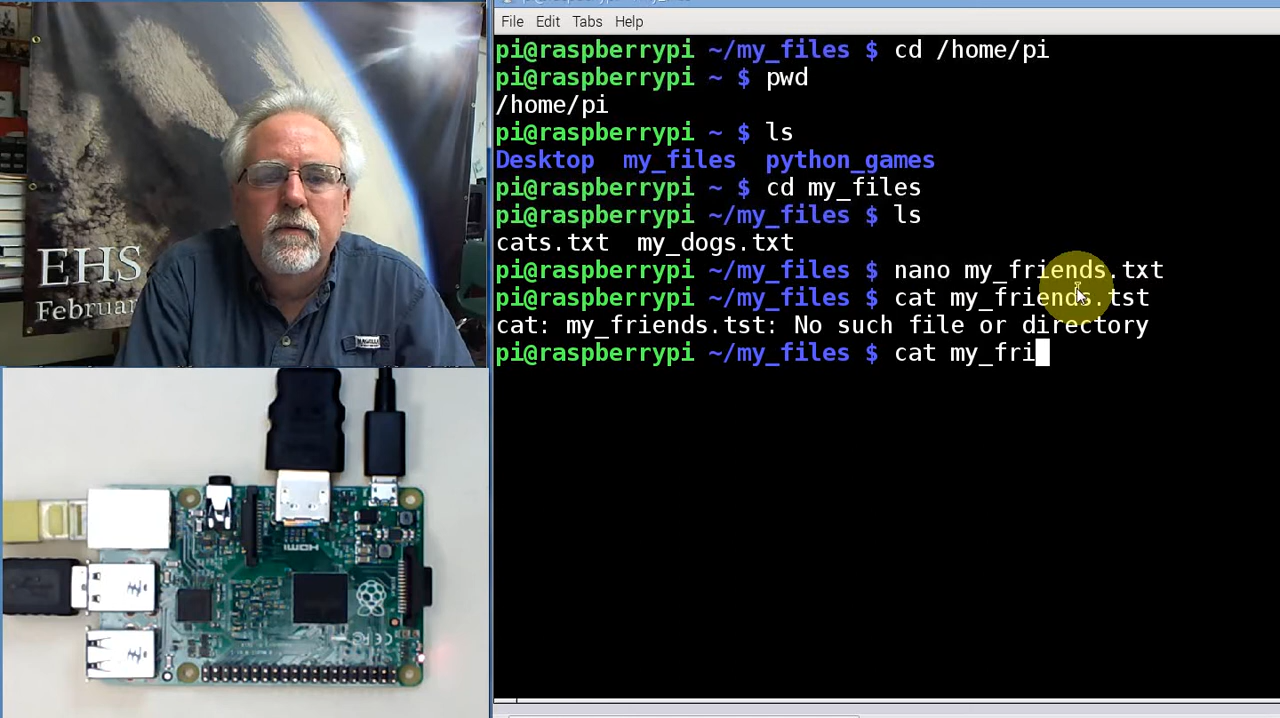 File Edit Tabs Help
pi@raspberrypi ~/my_files $ cd /home/pi
pi@raspberrypi ~ $ pwd
/home/pi
pi@raspberrypi ~ $ ls
Desktop my_files python_games
pi@raspberrypi ~ $ cd my_files
pi@raspberrypi ~/my_files $ ls
cats.txt my_dogs.txt
pi@raspberrypi ~/my_files $ nano my_friends.txt
pi@raspberrypi ~/my_files $ cat my_friends.tst
cat: my_friends.tst: No such file or directory
pi@raspberrypi ~/my_files $ cat my_fri
EHS
Februar
HDMI